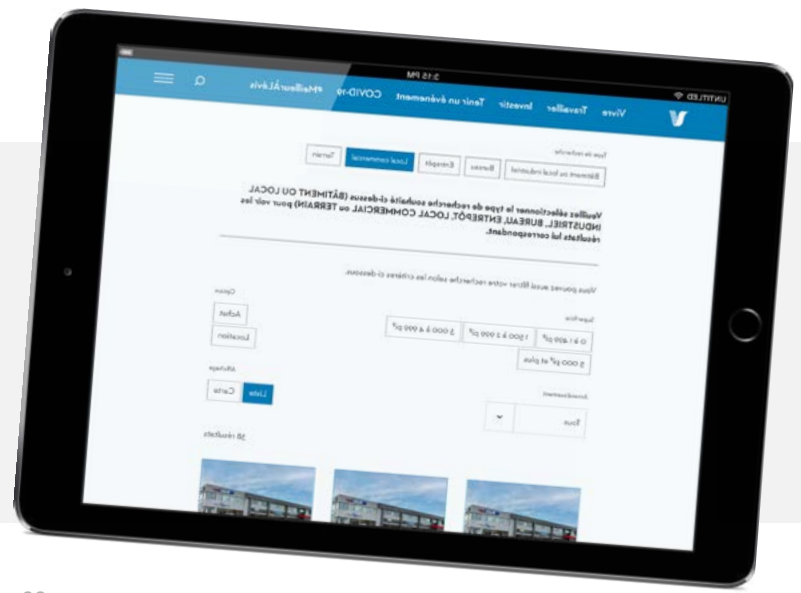 UNTITLED 3:15 PM
Vivre Travailler Investir Tenir un événement COVID-19 #MeilleurÀLévis
Type de recherche
Bâtiment ou local industriel Bureau Entrepôt Local commercial Terrain
Veuillez sélectionner le type de recherche souhaité ci-dessus (BÂTIMENT OU LOCAL
INDUSTRIEL, BUREAU, ENTREPÔT, LOCAL COMMERCIAL ou TERRAIN) pour voir les
résultats lui correspondant.
Vous pouvez aussi filtrer votre recherche selon les critères ci-dessous.
Superficie
0 à 1 499 pi² 1 500 à 2 999 pi² 3 000 à 4 999 pi²
5 000 pi² et plus
Option
Achat
Location
Arrondissement
Tous
Affichage
Liste Carte
38 résultats